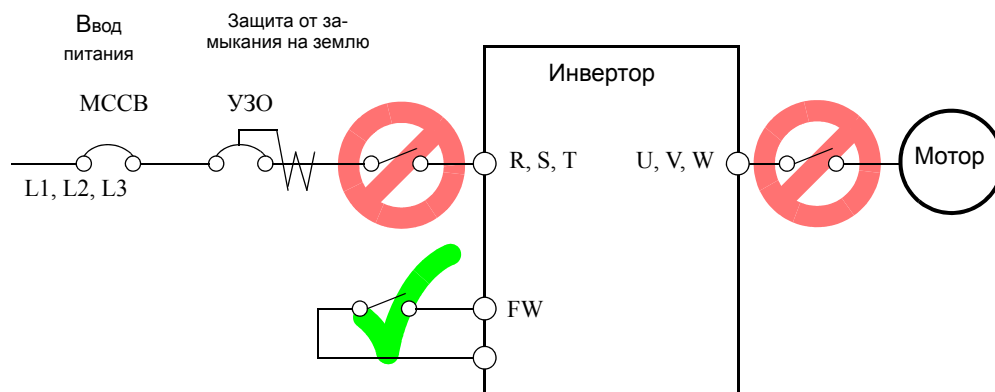 Ввод
питания
Защита от за-
мыкания на землю
Инвертор
MCCB
УЗО
R, S, T
U, V, W
Мотор
L1, L2, L3
FW